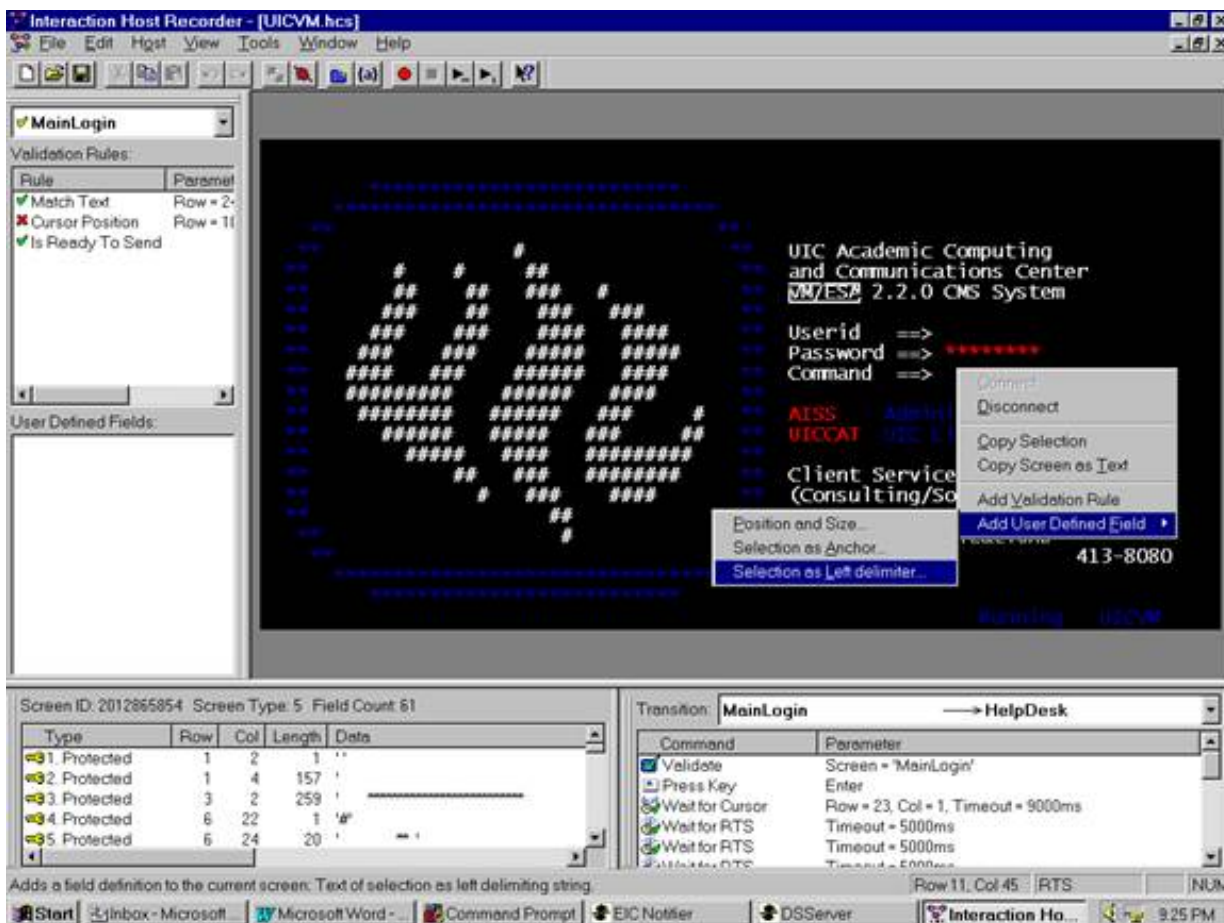 Interaction Host Recorder - [UICVM.hcs]
File Edit Host View Tools Window Help
MainLogin
Validation Rules:
Rule Paramet
Match Text Row = 2
Cursor Position Row = 1
Is Ready To Send
User Defined Fields:
UIC Academic Computing
and Communications Center
VM/ESA 2.2.0 CMS System
Userid ==>
Password ==> ********
Command ==>
AISS
UICCAT
Client Service
(Consulting/So
413-8080
Running UICVM
Connect
Disconnect
Copy Selection
Copy Screen as Text
Add Validation Rule
Add User Defined Field
Position and Size...
Selection as Anchor...
Selection as Left delimiter...
Screen ID: 2012865854 Screen Type: 5 Field Count: 61
Type Row Col Length Data
1. Protected 1 2 1 ' '
2. Protected 1 4 157 '
3. Protected 3 2 259 '
4. Protected 6 22 1 '#'
5. Protected 6 24 20 ' ** '
Transition: MainLogin ---> HelpDesk
Command Parameter
Validate Screen = 'MainLogin'
Press Key Enter
Wait for Cursor Row = 23, Col = 1, Timeout = 9000ms
Wait for RTS Timeout = 5000ms
Wait for RTS Timeout = 5000ms
Wait for RTS Timeout = 5000ms
Adds a field definition to the current screen: Text of selection as left delimiting string.
Row 11, Col 45 RTS NUM
Start Inbox - Microsoft... Microsoft Word - ... Command Prompt EIC Notifier DSServer Interaction Ho... 9:25 PM